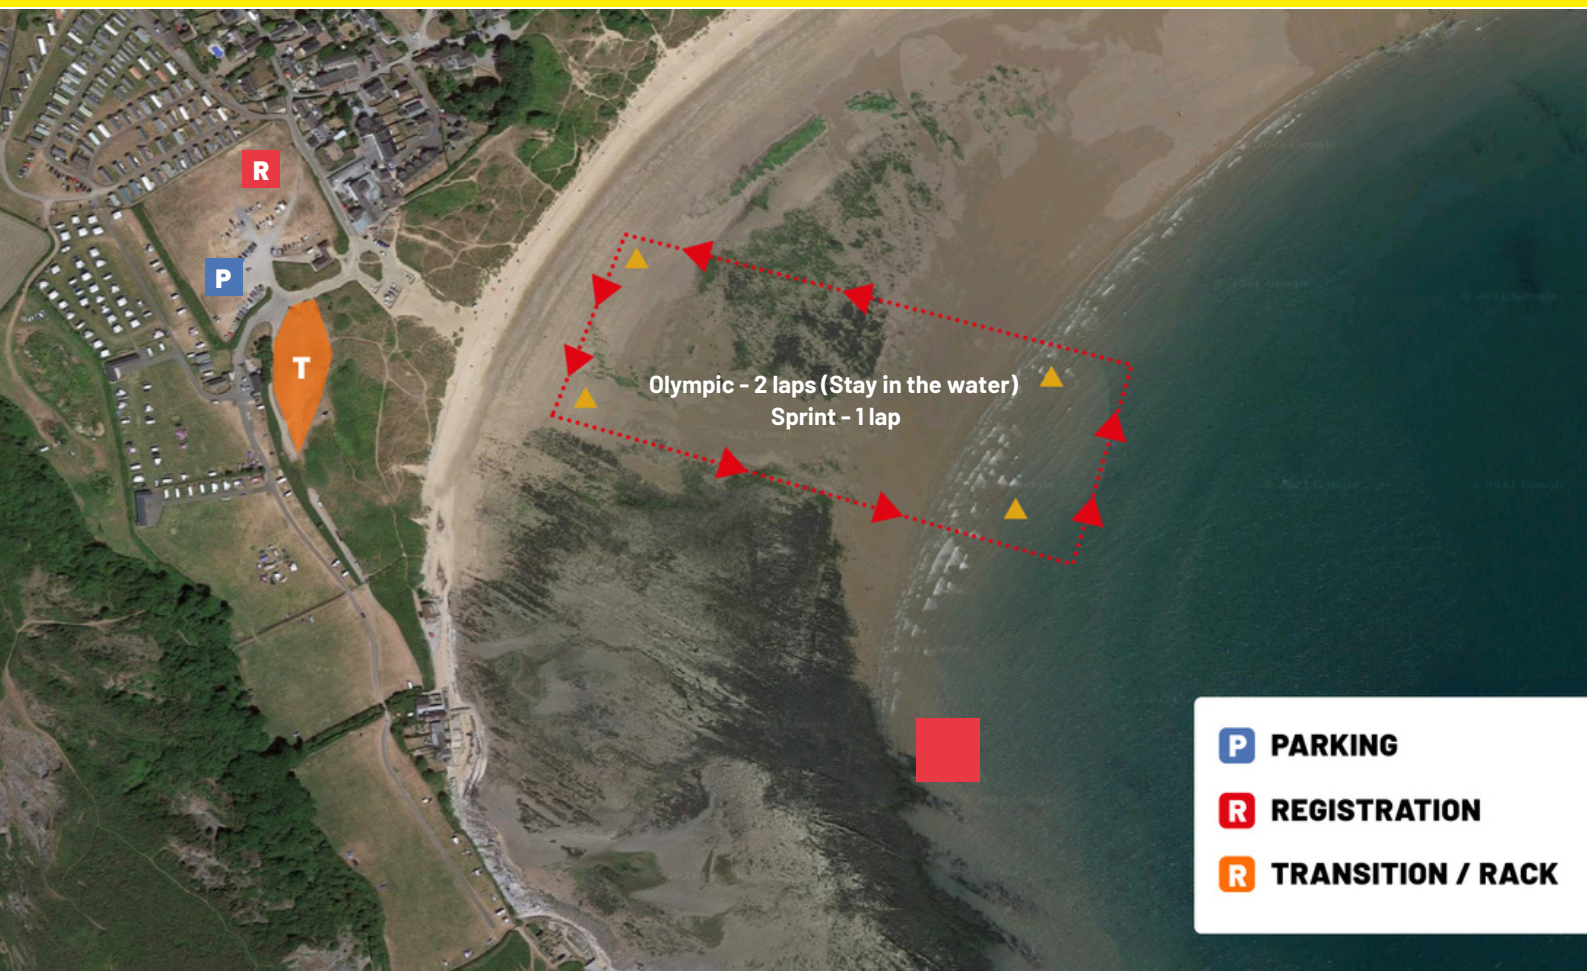 R
P
T
Olympic - 2 laps (Stay in the water)
Sprint - 1 lap
P PARKING
R REGISTRATION
R TRANSITION / RACK